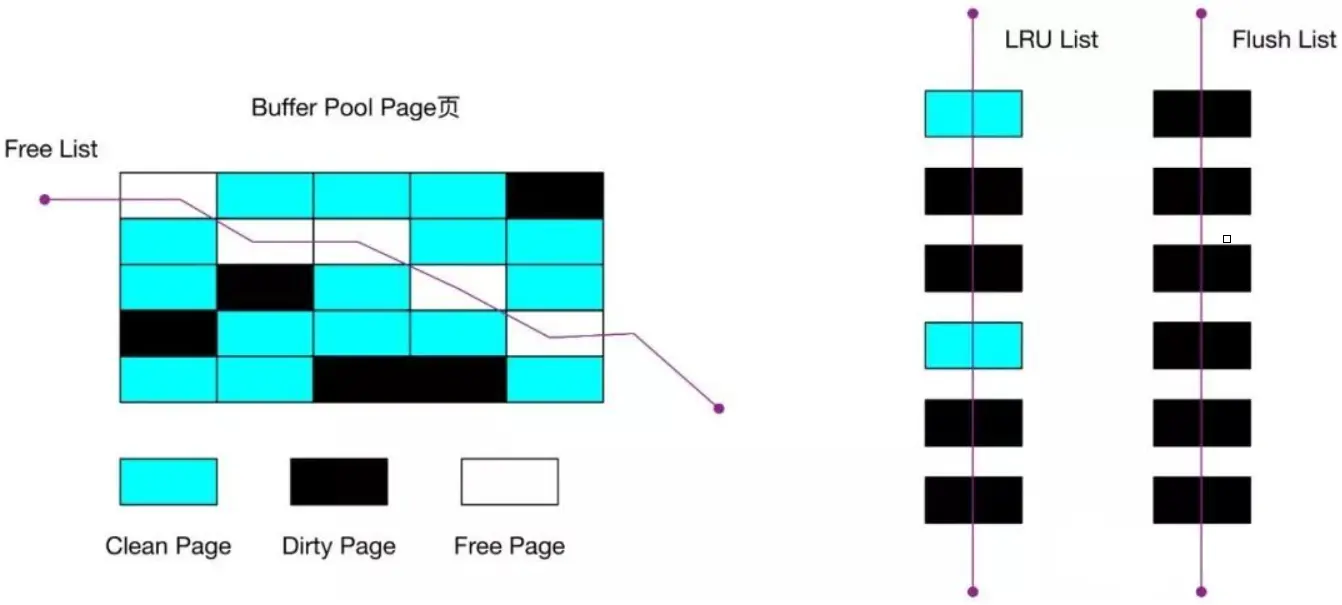 Buffer Pool Page页
Free List
Clean Page
Dirty Page
Free Page
LRU List
Flush List